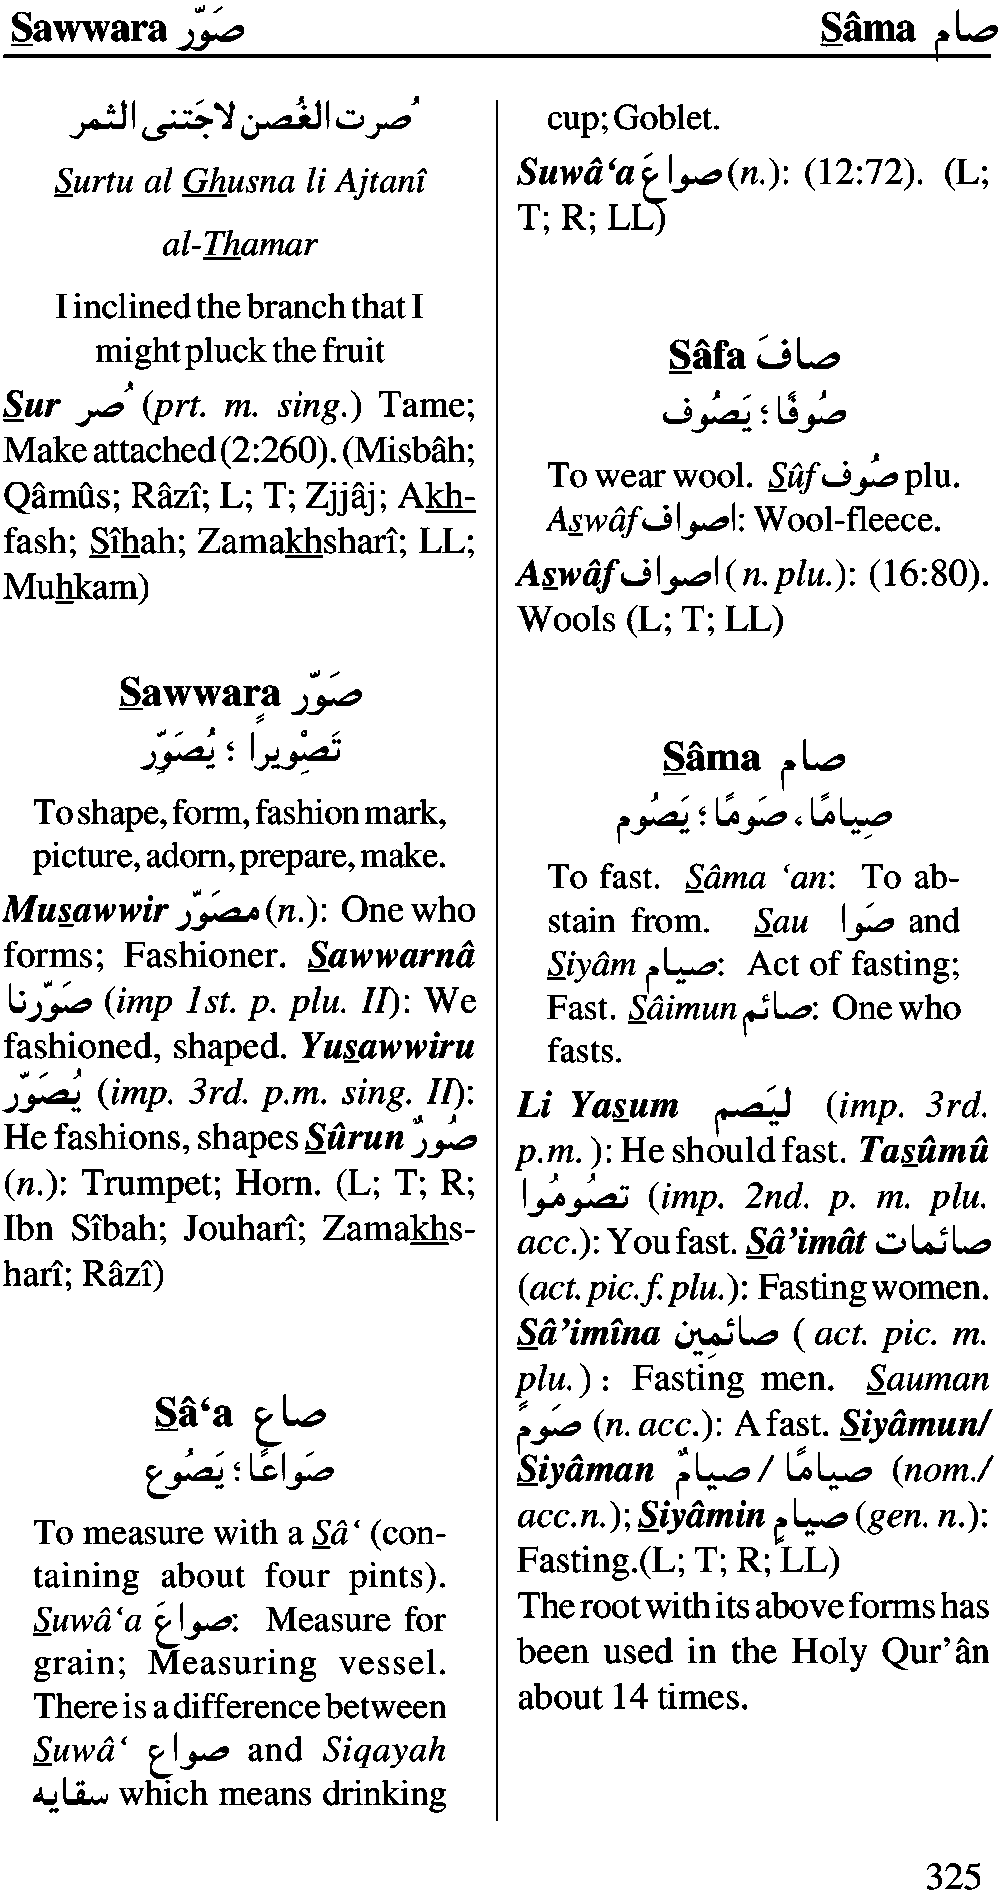 Sawwara صَوَّرَ
Sâma صام
صُرت الغُصن لاجَتنى الثمر
Surtu al Ghusna li Ajtanî
al-Thamar
I inclined the branch that I
might pluck the fruit
Sur صُر (prt. m. sing.) Tame;
Make attached (2:260). (Misbâh;
Qâmûs; Râzî; L; T; Zjjâj; Akh-
fash; Sîhah; Zamakhsharî; LL;
Muhkam)
Sawwara صَوَّر
تَصْوِيراً ؛ يُصَوِّر
To shape, form, fashion mark,
picture, adorn, prepare, make.
Musawwir مصَوّر (n.): One who
forms; Fashioner. Sawwarnâ
صَوّرنا (imp 1st. p. plu. II): We
fashioned, shaped. Yusawwiru
يُصَوّر (imp. 3rd. p.m. sing. II):
He fashions, shapes Sûrun صُورٌ
(n.): Trumpet; Horn. (L; T; R;
Ibn Sîbah; Jouharî; Zamakhs-
harî; Râzî)
Sâ‘a صاع
صَواعًا ؛ يَصُوع
To measure with a Sâ‘ (con-
taining about four pints).
Suwâ‘a صواعَ: Measure for
grain; Measuring vessel.
There is a difference between
Suwâ‘ صواع and Siqayah
سقايه which means drinking
cup; Goblet.
Suwâ‘a صواعَ (n.): (12:72). (L;
T; R; LL)
Sâfa صافَ
صُوفًا ؛ يَصُوف
To wear wool. Sûf صُوف plu.
Aswâf اصواف: Wool-fleece.
Aswâf اصواف (n. plu.): (16:80).
Wools (L; T; LL)
Sâma صام
صِيامًا، صَومًا ؛ يَصُوم
To fast. Sâma ‘an: To ab-
stain from. Sau صَوا and
Siyâm صيام: Act of fasting;
Fast. Sâimun صائم: One who
fasts.
Li Yasum ليَصم (imp. 3rd.
p.m. ): He should fast. Tasûmû
تصُومُوا (imp. 2nd. p. m. plu.
acc.): You fast. Sâ’imât صائمات
(act. pic. f. plu.): Fasting women.
Sâ’imîna صائمِين ( act. pic. m.
plu. ) : Fasting men. Sauman
صَومً (n. acc.): A fast. Siyâmun/
Siyâman صيامًا / صيامٌ (nom./
acc.n.); Siyâmin صيامٍ (gen. n.):
Fasting.(L; T; R; LL)
The root with its above forms has
been used in the Holy Qur’ân
about 14 times.
325